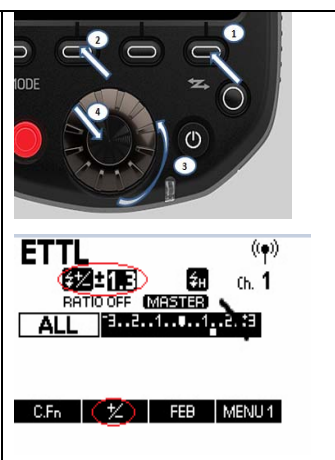 1
2
MODE
4
3
ETTL
± 1.3 H Ch. 1
RATIO OFF MASTER
ALL -3..2..1..0..1..2.+3
C.Fn +/- FEB MENU 1